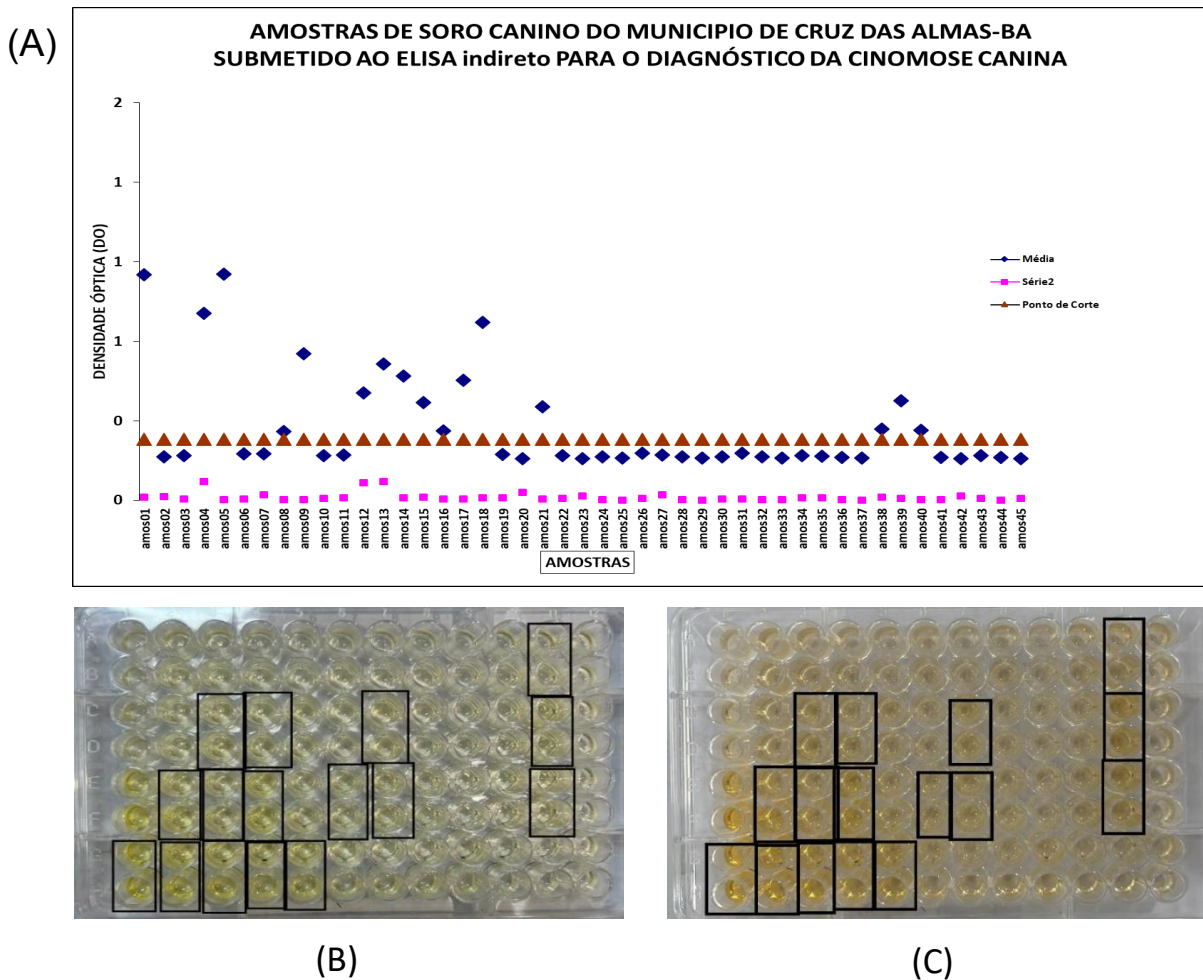 (A)
AMOSTRAS DE SORO CANINO DO MUNICIPIO DE CRUZ DAS ALMAS-BA
SUBMETIDO AO ELISA indireto PARA O DIAGNÓSTICO DA CINOMOSE CANINA
DENSIDADE ÓPTICA (DO)
2
1
1
1
0
0
Média
Série2
Ponto de Corte
amos01
amos02
amos03
amos04
amos05
amos06
amos07
amos08
amos09
amos10
amos11
amos12
amos13
amos14
amos15
amos16
amos17
amos18
amos19
amos20
amos21
amos22
amos23
amos24
amos25
amos26
amos27
amos28
amos29
amos30
amos31
amos32
amos33
amos34
amos35
amos36
amos37
amos38
amos39
amos40
amos41
amos42
amos43
amos44
amos45
AMOSTRAS
(B)
(C)